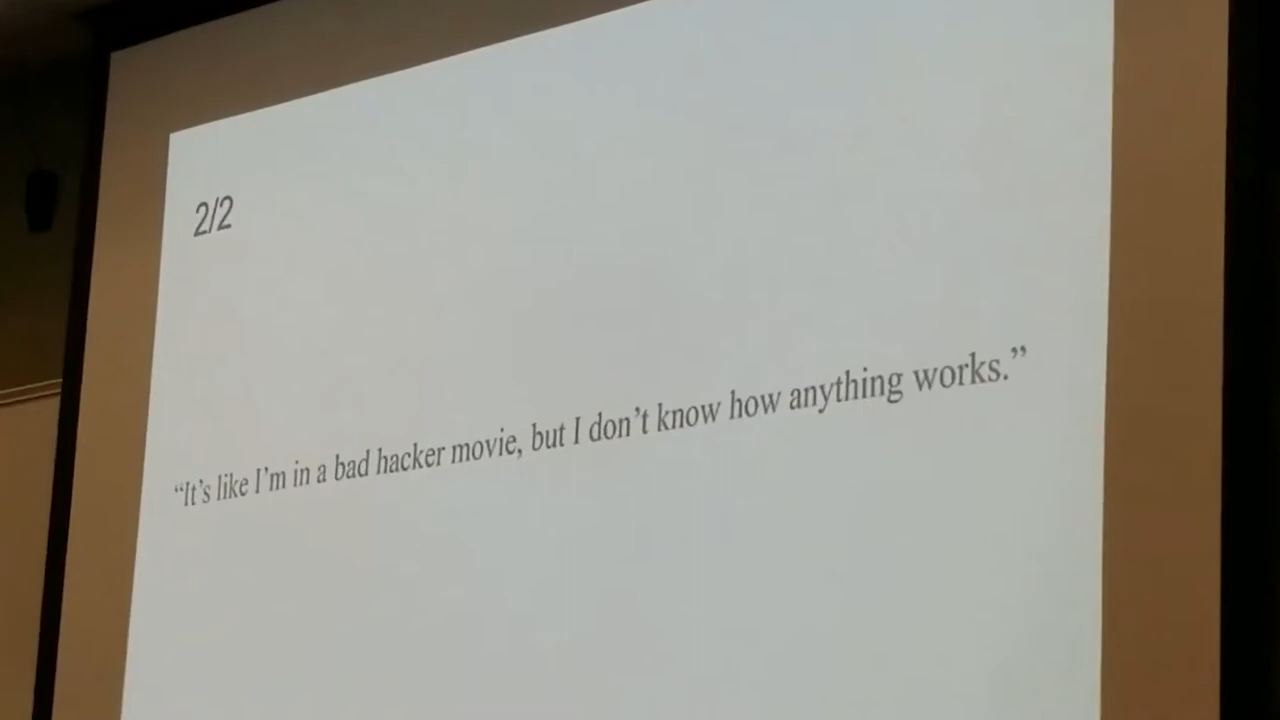 2/2
“It’s like I’m in a bad hacker movie, but I don’t know how anything works.”